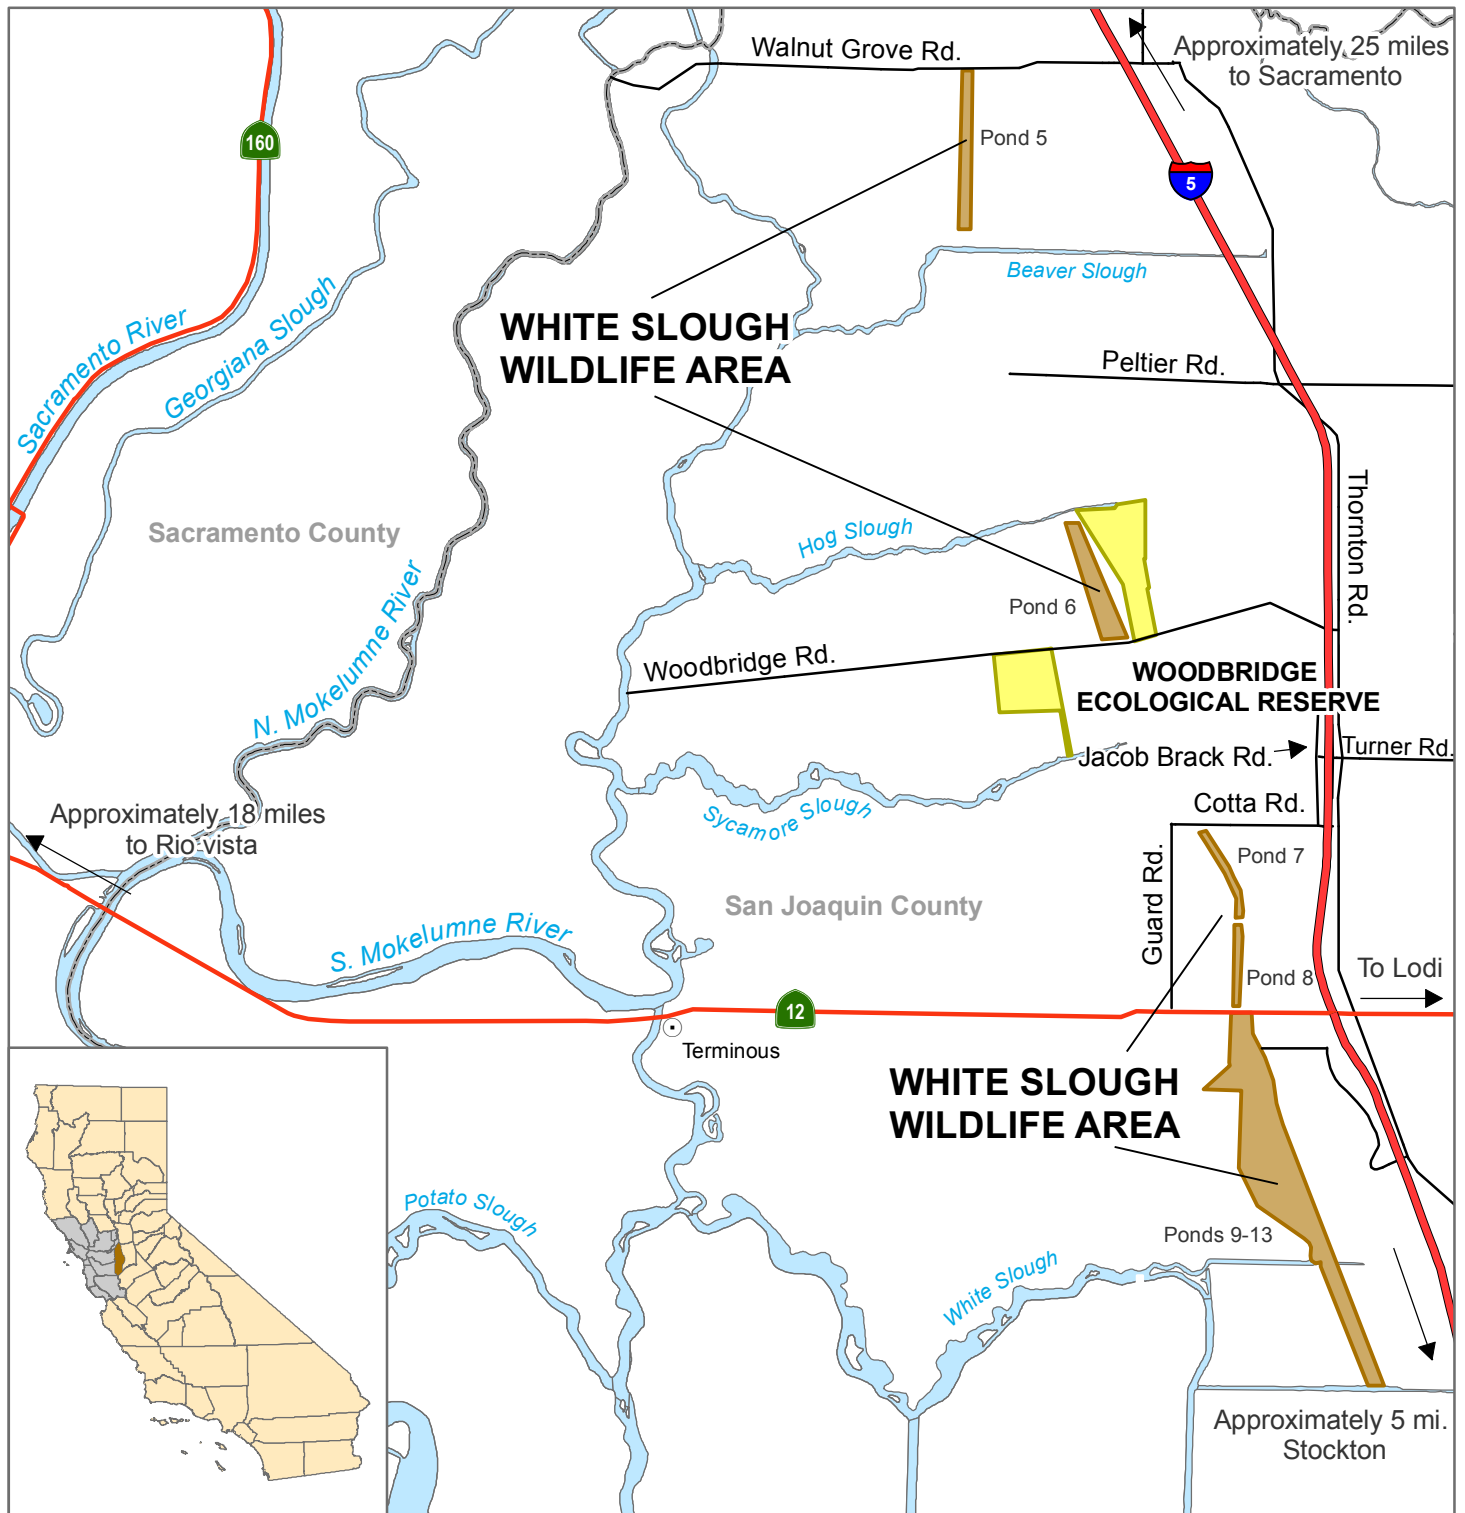 Walnut Grove Rd.
Approximately 25 miles
to Sacramento
160
Pond 5
5
Beaver Slough
Sacramento River
Georgiana Slough
WHITE SLOUGH
WILDLIFE AREA
Peltier Rd.
Thornton Rd.
Sacramento County
Hog Slough
N. Mokelumne River
Pond 6
Woodbridge Rd.
WOODBRIDGE
ECOLOGICAL RESERVE
Jacob Brack Rd.
Turner Rd.
Approximately 18 miles
to Rio vista
Sycamore Slough
Cotta Rd.
Pond 7
Guard Rd.
San Joaquin County
S. Mokelumne River
Pond 8
To Lodi
12
Terminous
WHITE SLOUGH
WILDLIFE AREA
Potato Slough
Ponds 9-13
White Slough
Approximately 5 mi.
Stockton